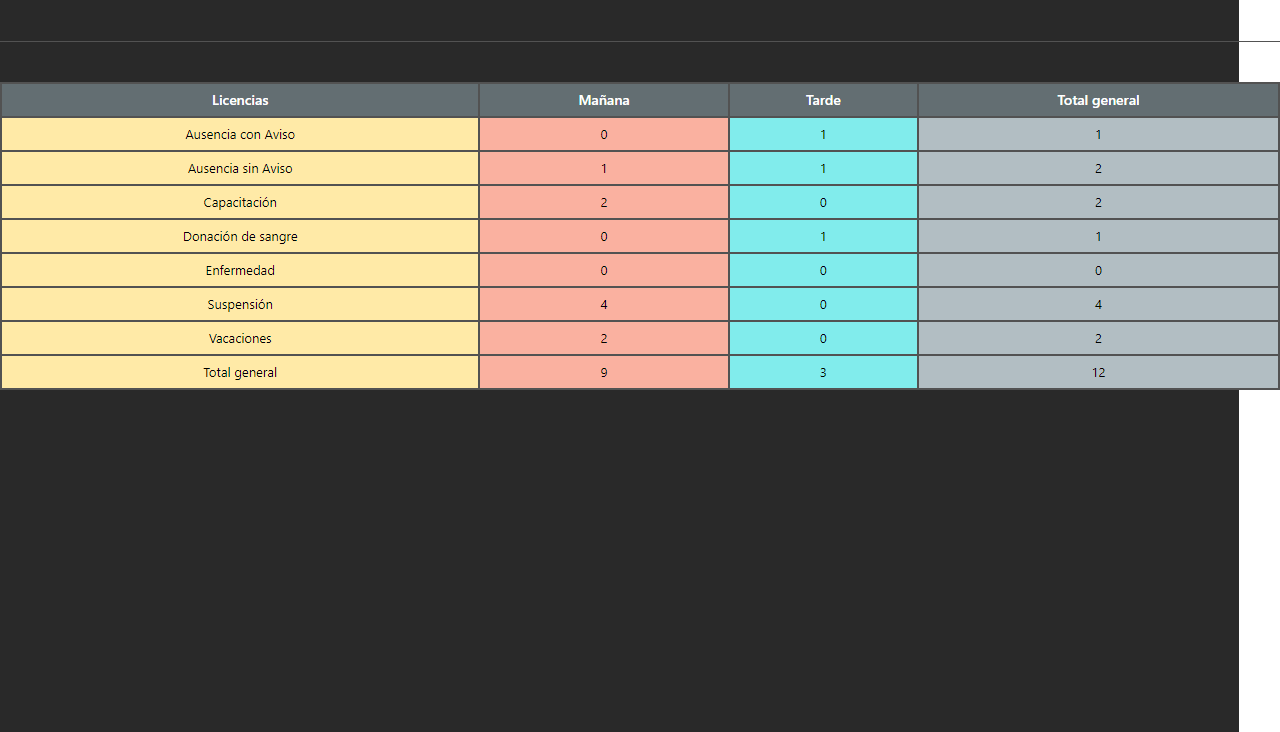 Licencias Mañana Tarde Total general
Ausencia con Aviso 0 1 1
Ausencia sin Aviso 1 1 2
Capacitación 2 0 2
Donación de sangre 0 1 1
Enfermedad 0 0 0
Suspensión 4 0 4
Vacaciones 2 0 2
Total general 9 3 12